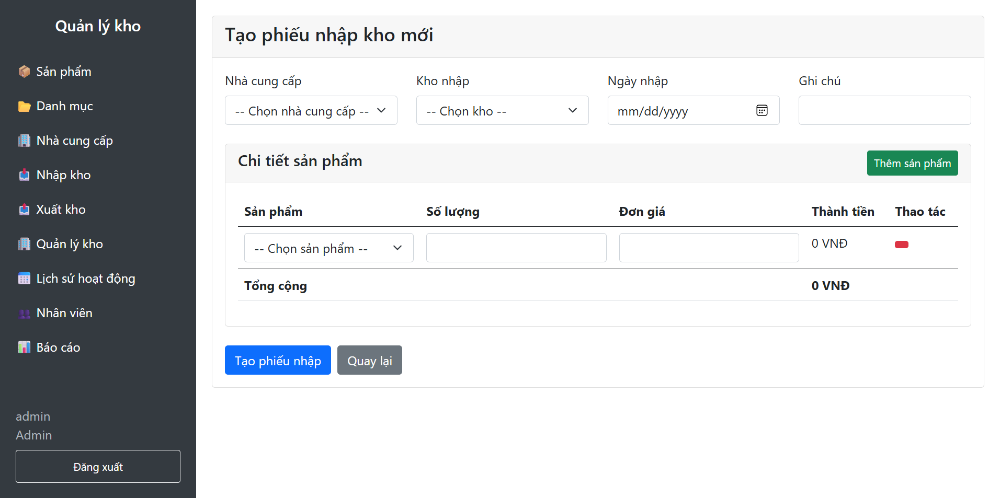 Quản lý kho
Sản phẩm
Danh mục
Nhà cung cấp
Nhập kho
Xuất kho
Quản lý kho
Lịch sử hoạt động
Nhân viên
Báo cáo
admin
Admin
Đăng xuất
Tạo phiếu nhập kho mới
Nhà cung cấp
-- Chọn nhà cung cấp --
Kho nhập
-- Chọn kho --
Ngày nhập
mm/dd/yyyy
Ghi chú
Chi tiết sản phẩm
Thêm sản phẩm
Sản phẩm Số lượng Đơn giá Thành tiền Thao tác
-- Chọn sản phẩm -- 0 VNĐ
Tổng cộng 0 VNĐ
Tạo phiếu nhập
Quay lại